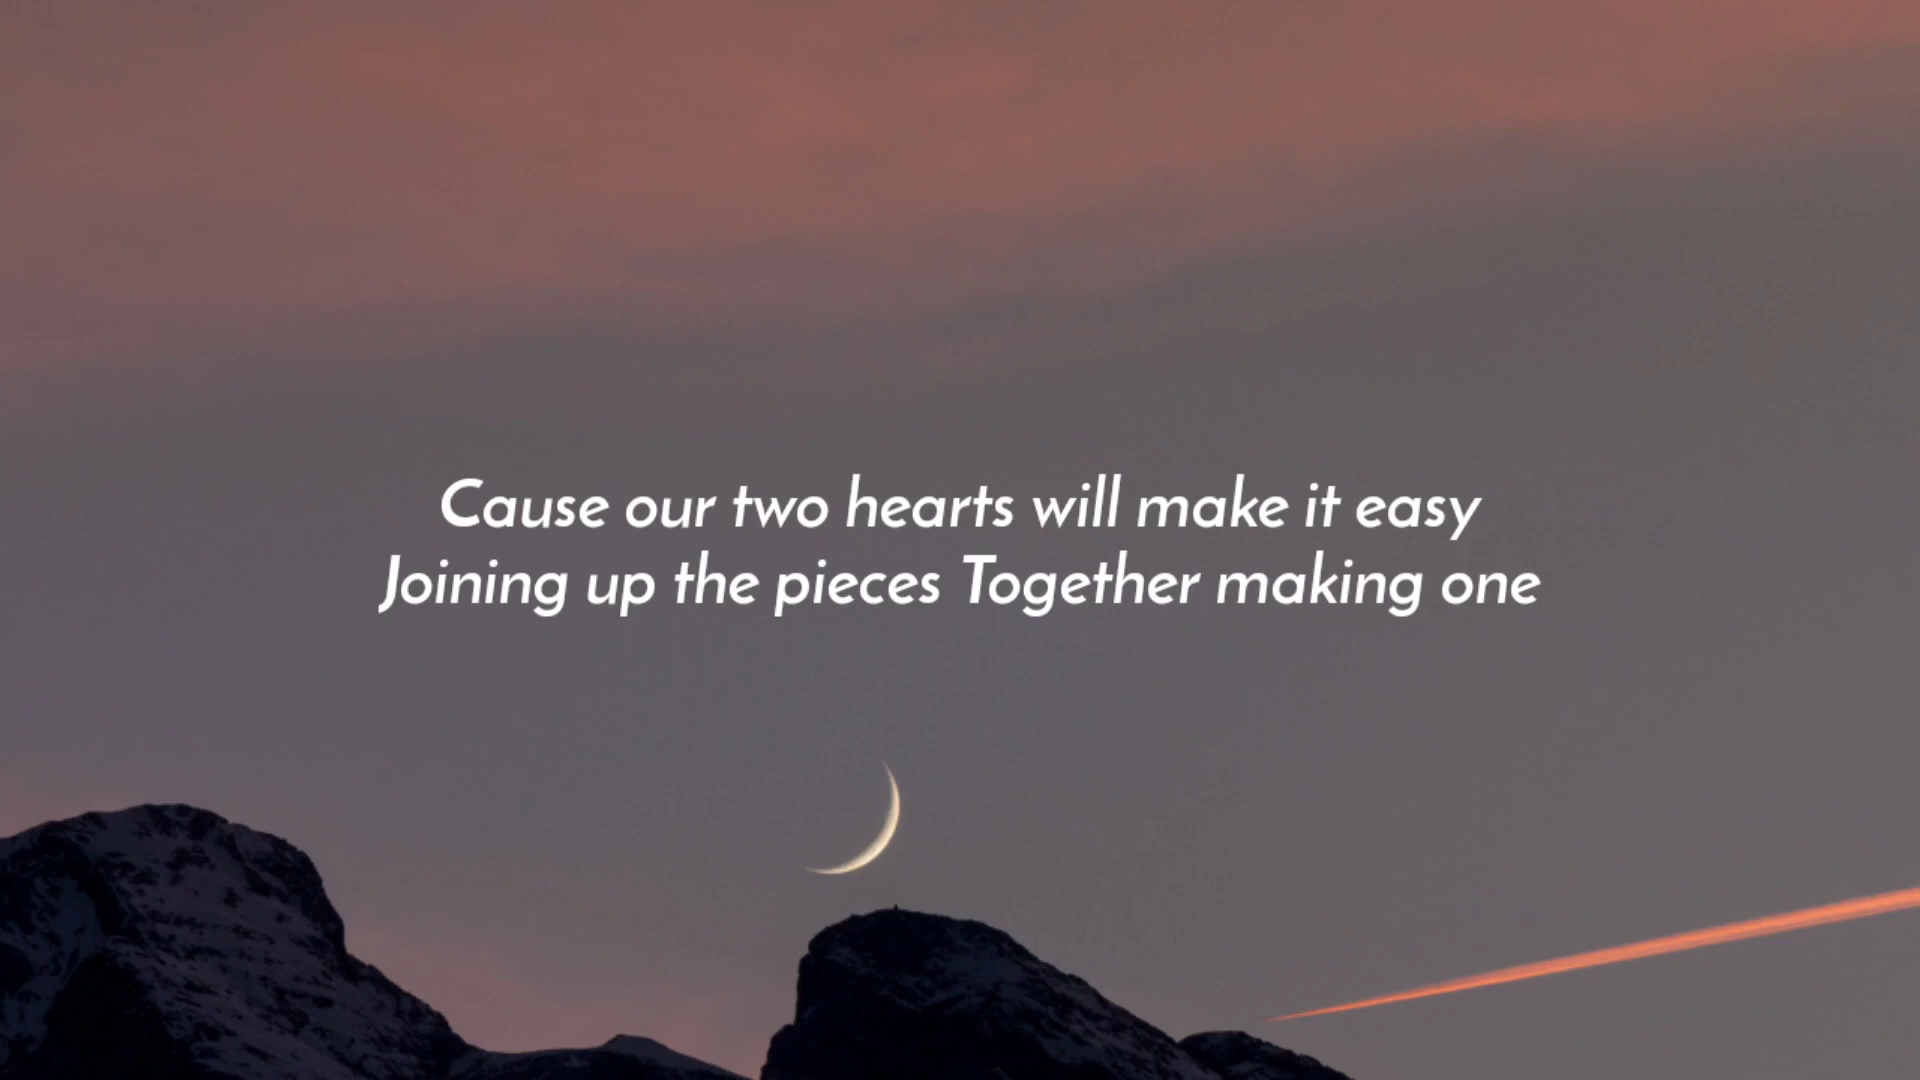 Cause our two hearts will make it easy
Joining up the pieces Together making one